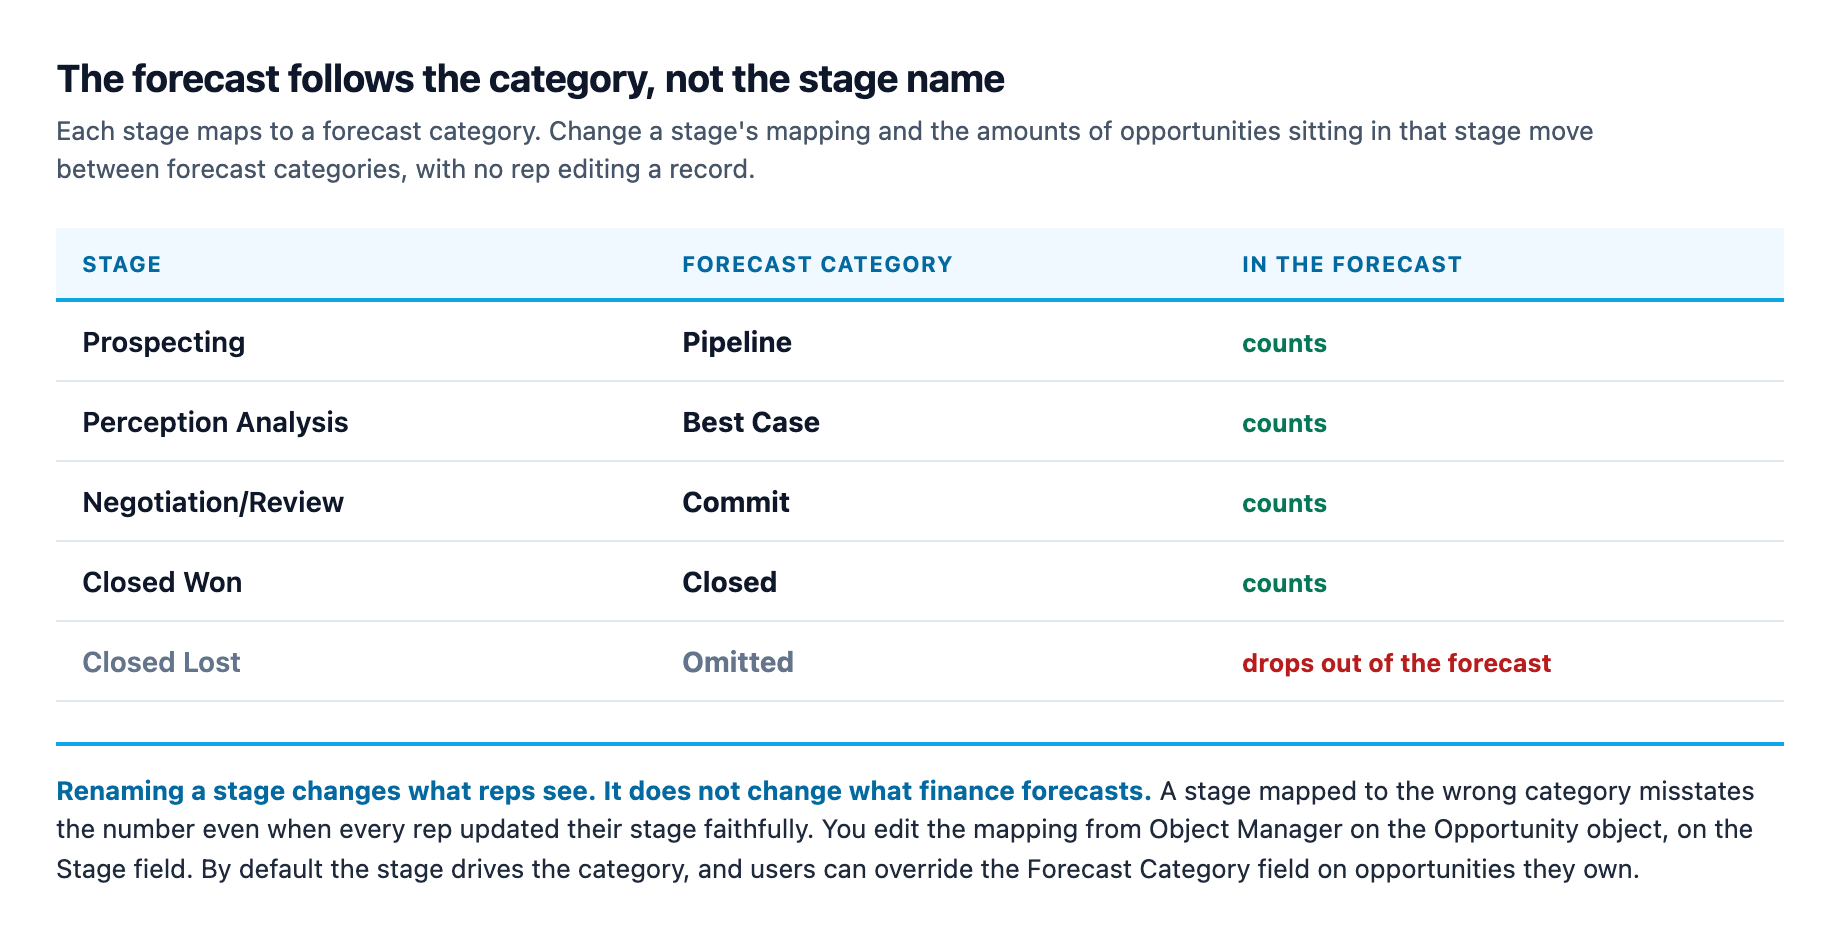 The forecast follows the category, not the stage name
Each stage maps to a forecast category. Change a stage's mapping and the amounts of opportunities sitting in that stage move
between forecast categories, with no rep editing a record.
STAGE FORECAST CATEGORY IN THE FORECAST
Prospecting Pipeline counts
Perception Analysis Best Case counts
Negotiation/Review Commit counts
Closed Won Closed counts
Closed Lost Omitted drops out of the forecast
Renaming a stage changes what reps see. It does not change what finance forecasts. A stage mapped to the wrong category misstates
the number even when every rep updated their stage faithfully. You edit the mapping from Object Manager on the Opportunity object, on the
Stage field. By default the stage drives the category, and users can override the Forecast Category field on opportunities they own.